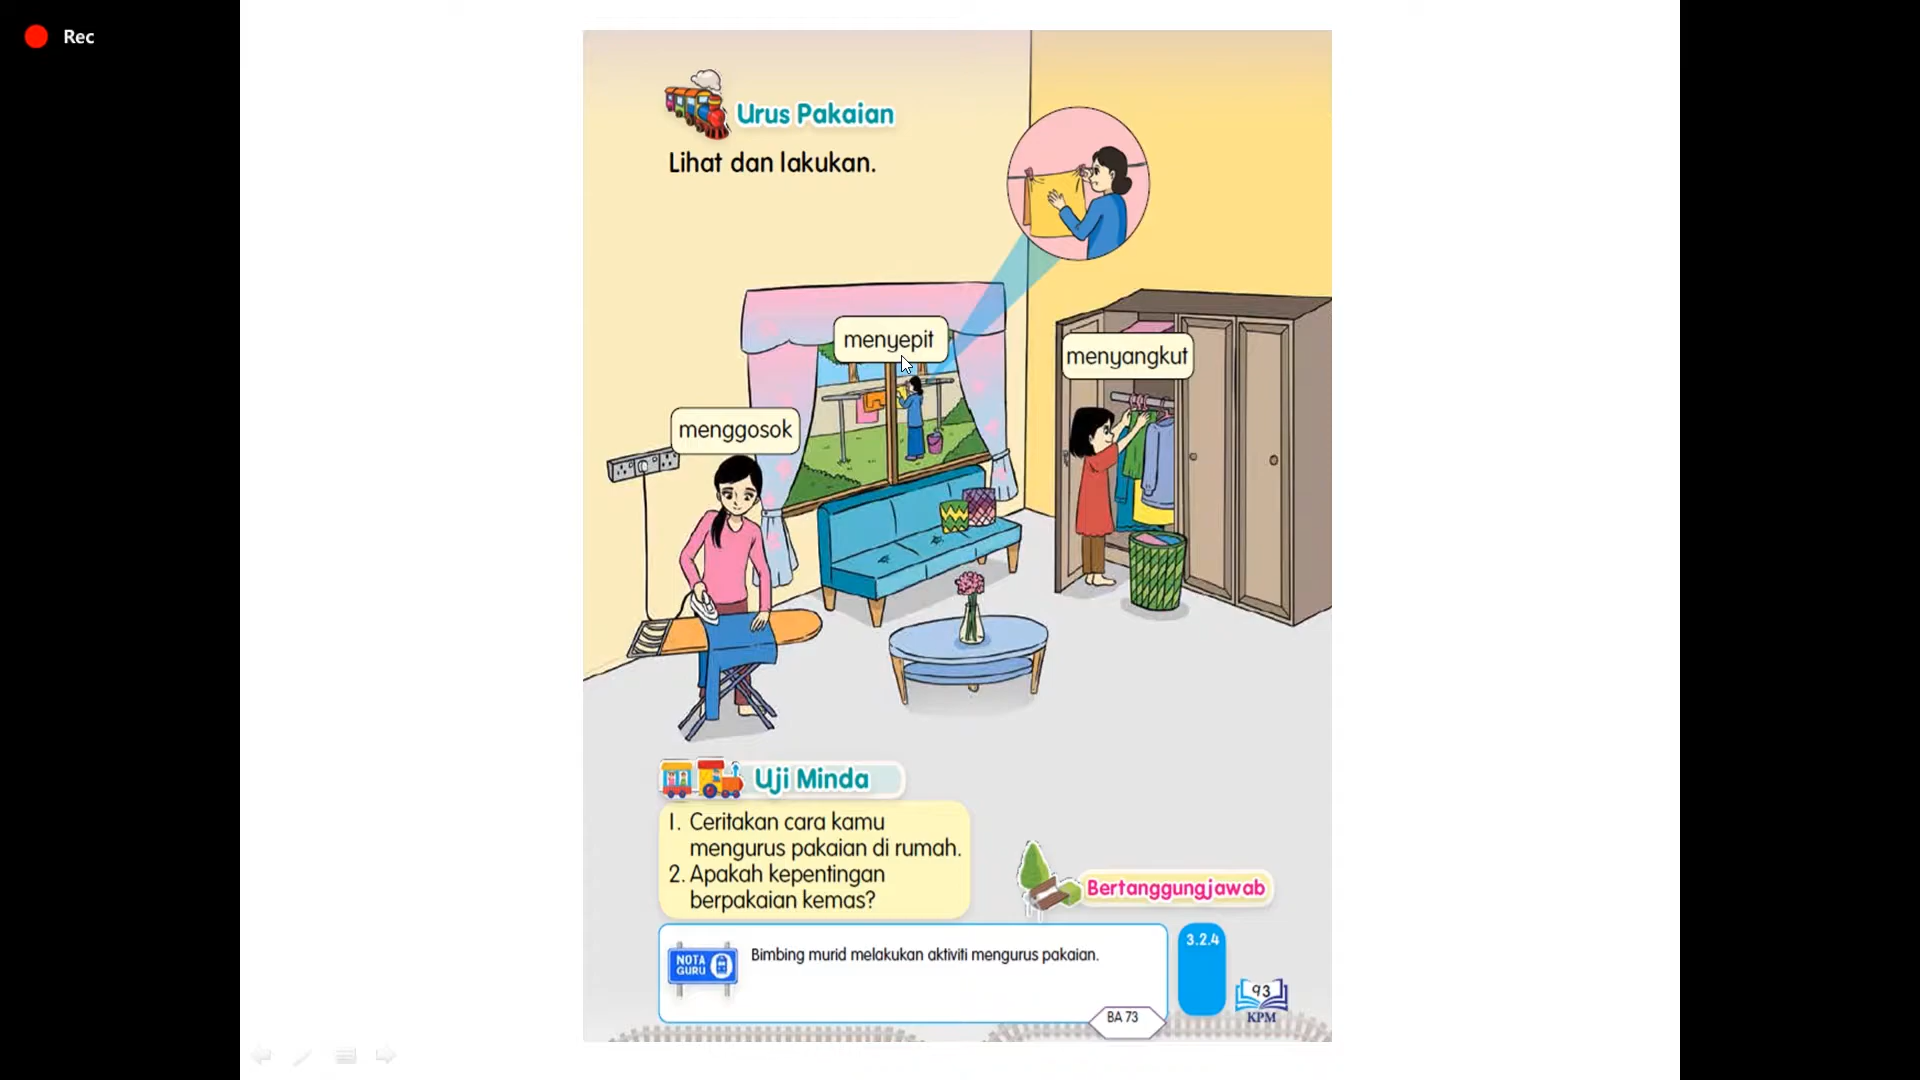 Rec
Urus Pakaian
Lihat dan lakukan.
menyepit
menyangkut
menggosok
Uji Minda
1. Ceritakan cara kamu
mengurus pakaian di rumah.
2. Apakah kepentingan
berpakaian kemas?
Bertanggungjawab
NOTA
GURU
Bimbing murid melakukan aktiviti mengurus pakaian.
3.2.4
93
KPM
BA 73